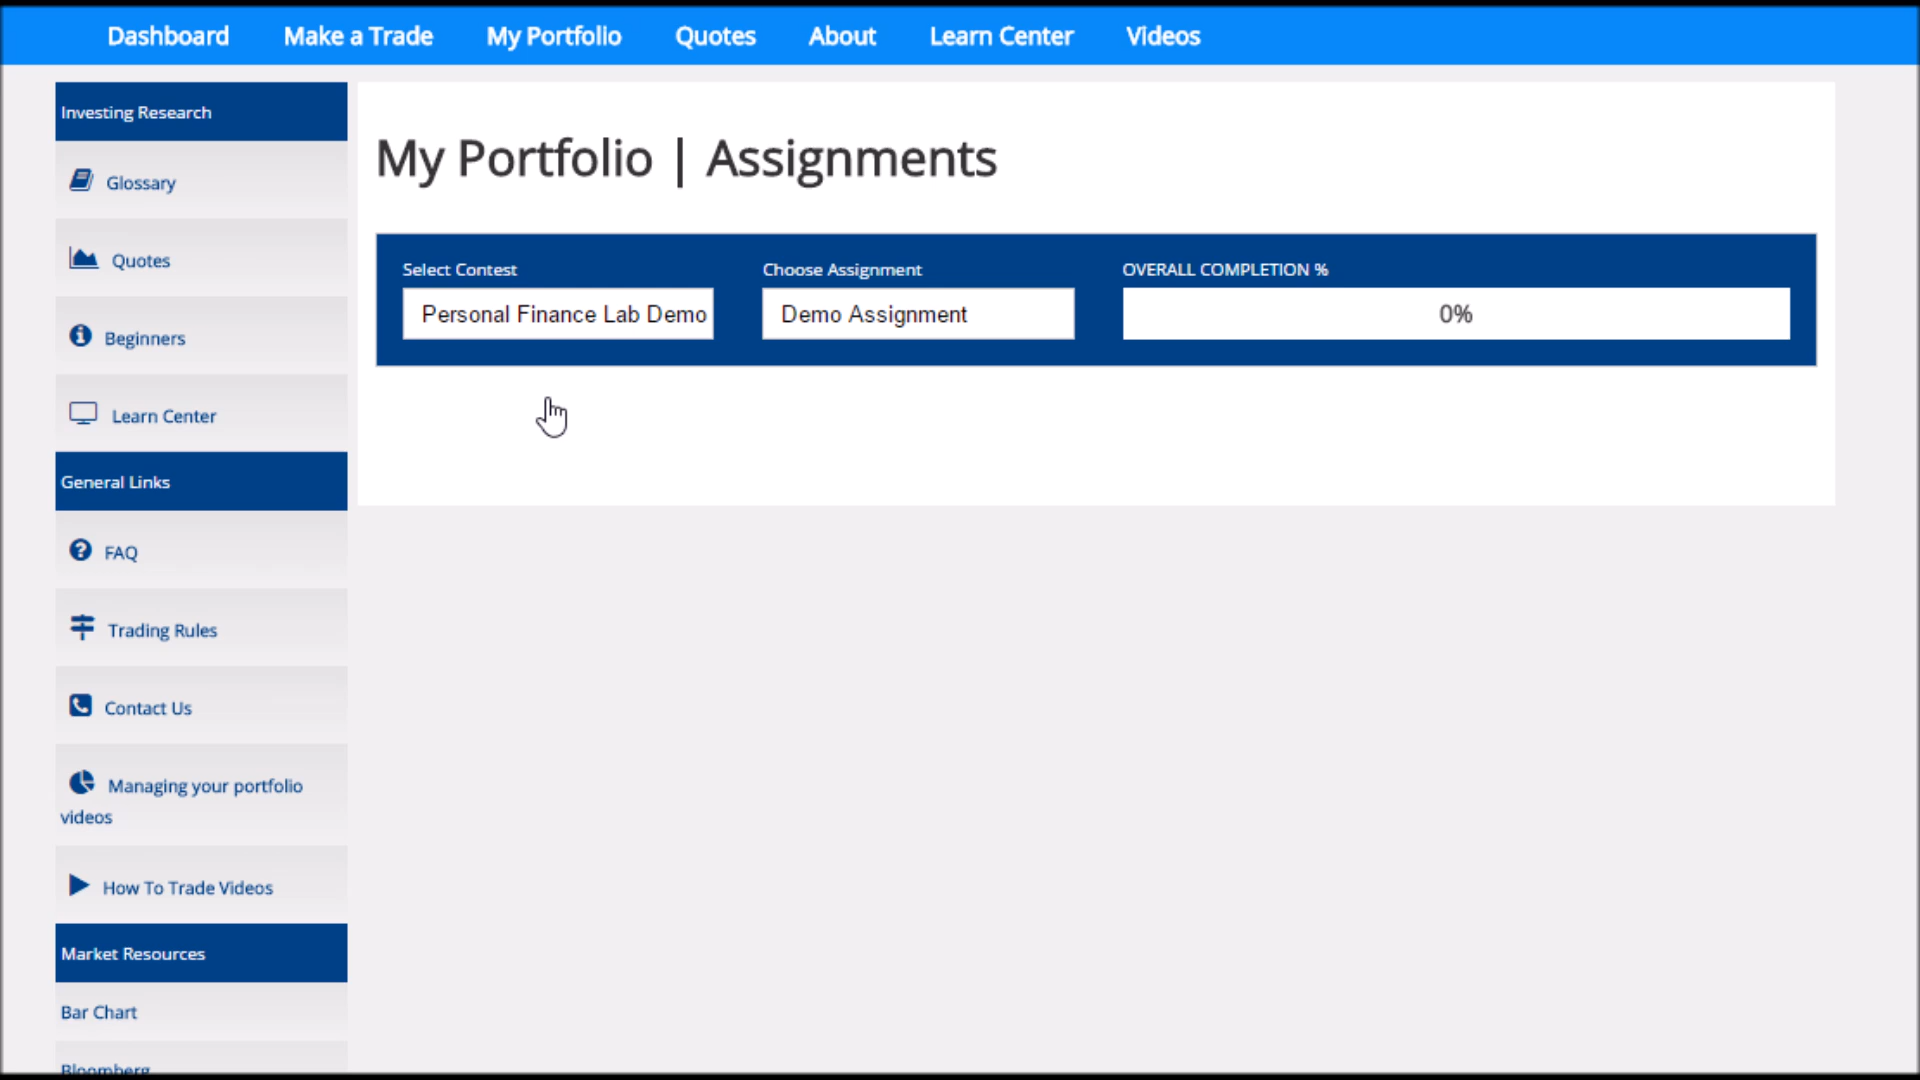 Dashboard Make a Trade My Portfolio Quotes About Learn Center Videos
Investing Research
Glossary
Quotes
Beginners
Learn Center
General Links
FAQ
Trading Rules
Contact Us
Managing your portfolio
videos
How To Trade Videos
Market Resources
Bar Chart
Bloomberg
My Portfolio | Assignments
Select Contest Choose Assignment OVERALL COMPLETION %
Personal Finance Lab Demo Demo Assignment 0%